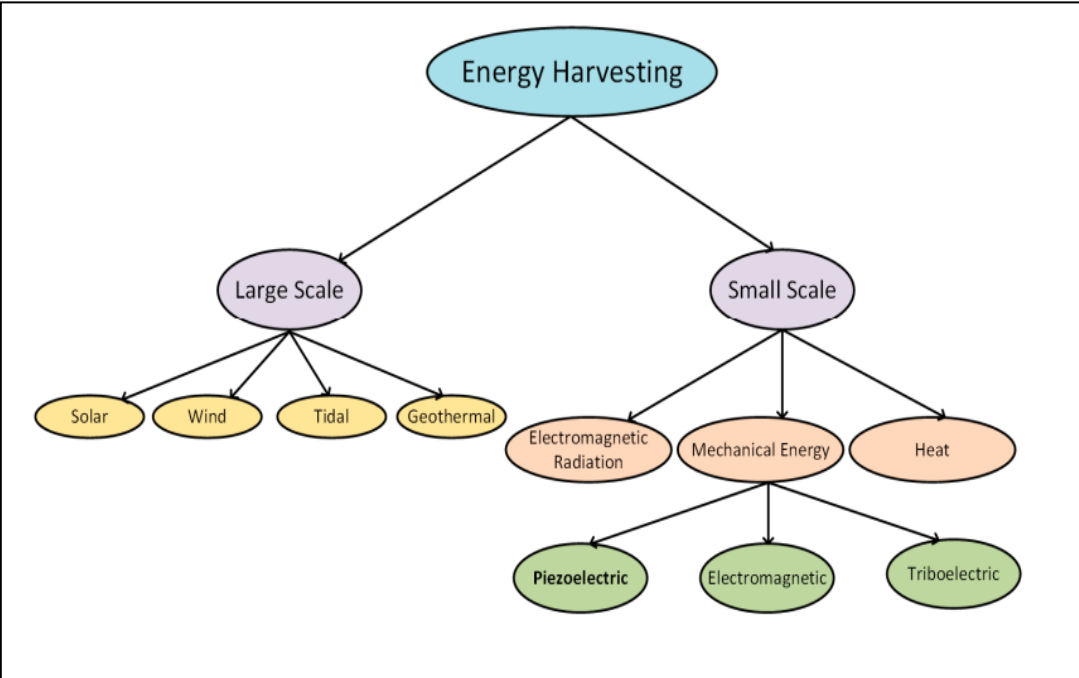 Energy Harvesting
Large Scale
Small Scale
Solar
Wind
Tidal
Geothermal
Electromagnetic
Radiation
Mechanical Energy
Heat
Piezoelectric
Electromagnetic
Triboelectric